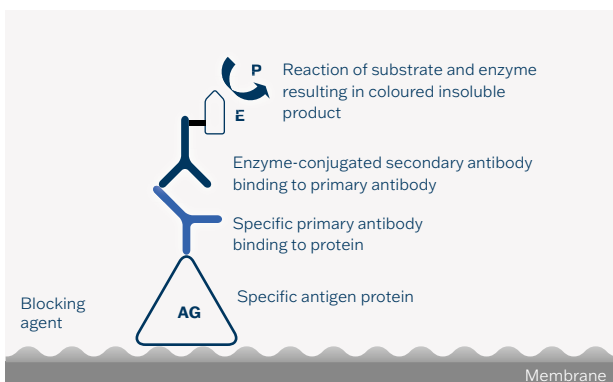 P
Reaction of substrate and enzyme
resulting in coloured insoluble
product
E
Enzyme-conjugated secondary antibody
binding to primary antibody
Specific primary antibody
binding to protein
Specific antigen protein
AG
Blocking
agent
Membrane